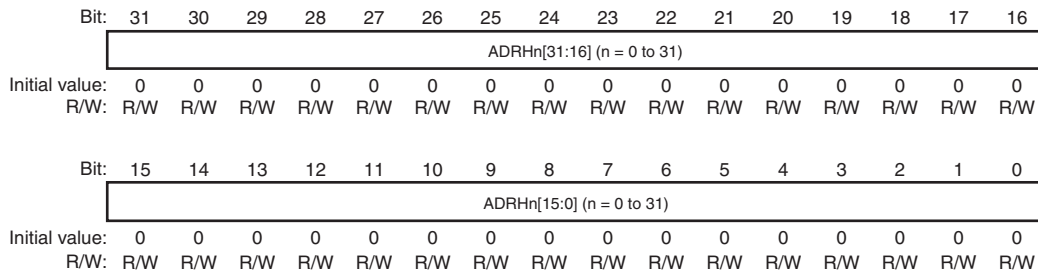 Bit: 31 30 29 28 27 26 25 24 23 22 21 20 19 18 17 16
ADRHn[31:16] (n = 0 to 31)
Initial value: 0 0 0 0 0 0 0 0 0 0 0 0 0 0 0 0
R/W: R/W R/W R/W R/W R/W R/W R/W R/W R/W R/W R/W R/W R/W R/W R/W R/W
Bit: 15 14 13 12 11 10 9 8 7 6 5 4 3 2 1 0
ADRHn[15:0] (n = 0 to 31)
Initial value: 0 0 0 0 0 0 0 0 0 0 0 0 0 0 0 0
R/W: R/W R/W R/W R/W R/W R/W R/W R/W R/W R/W R/W R/W R/W R/W R/W R/W